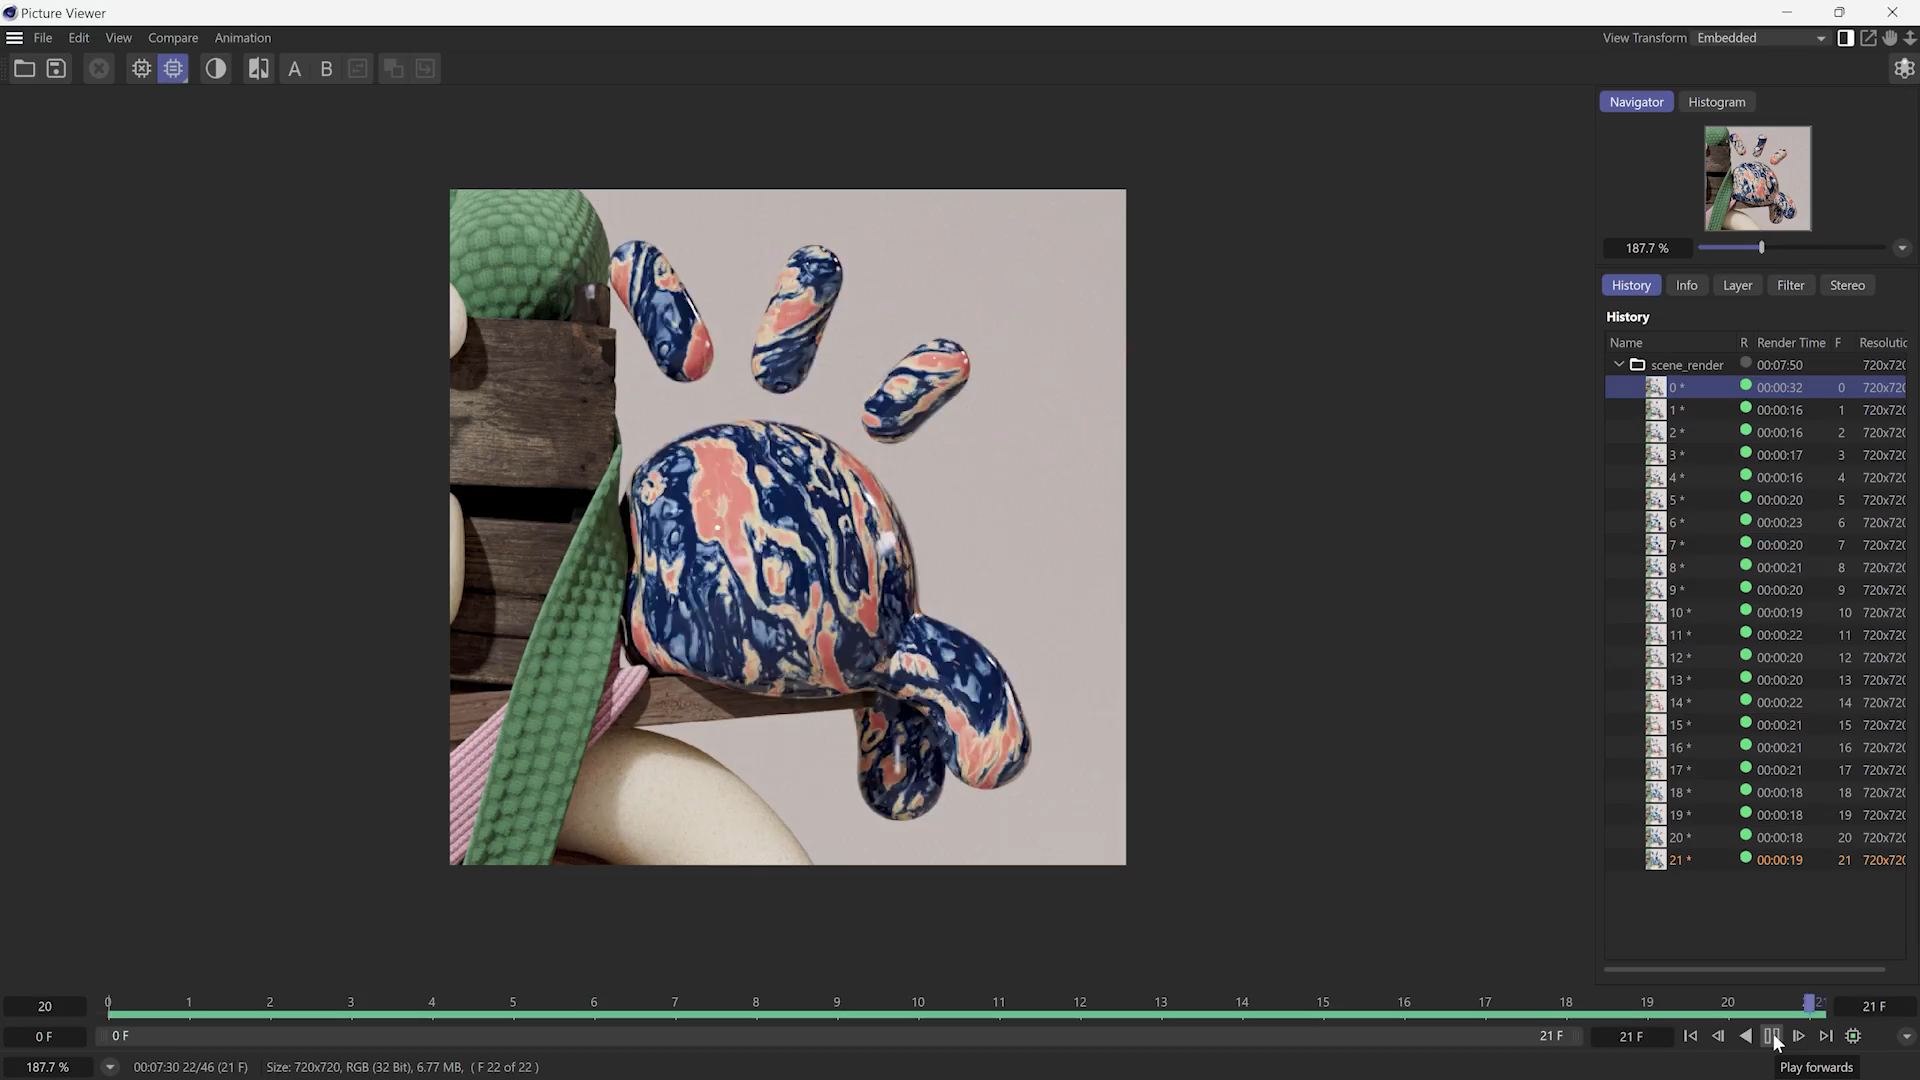 Picture Viewer
File Edit View Compare Animation
View Transform Embedded
A B
Navigator Histogram
187.7 %
History Info Layer Filter Stereo
History
Name R Render Time F Resolutic
scene_render 00:07:50 720x72(
0 * 00:00:32 0 720x72(
1 * 00:00:16 1 720x72(
2 * 00:00:16 2 720x72(
3 * 00:00:17 3 720x72(
4 * 00:00:16 4 720x72(
5 * 00:00:20 5 720x72(
6 * 00:00:23 6 720x72(
7 * 00:00:20 7 720x72(
8 * 00:00:21 8 720x72(
9 * 00:00:20 9 720x72(
10 * 00:00:19 10 720x72(
11 * 00:00:22 11 720x72(
12 * 00:00:20 12 720x72(
13 * 00:00:20 13 720x72(
14 * 00:00:22 14 720x72(
15 * 00:00:21 15 720x72(
16 * 00:00:21 16 720x72(
17 * 00:00:21 17 720x72(
18 * 00:00:18 18 720x72(
19 * 00:00:18 19 720x72(
20 * 00:00:18 20 720x72(
21 * 00:00:19 21 720x72(
20 0 1 2 3 4 5 6 7 8 9 10 11 12 13 14 15 16 17 18 19 20 21 21 F
0 F 0 F 21 F 21 F
187.7 % 00:07:30 22/46 (21 F) Size: 720x720, RGB (32 Bit), 6.77 MB, ( F 22 of 22 )
Play forwards